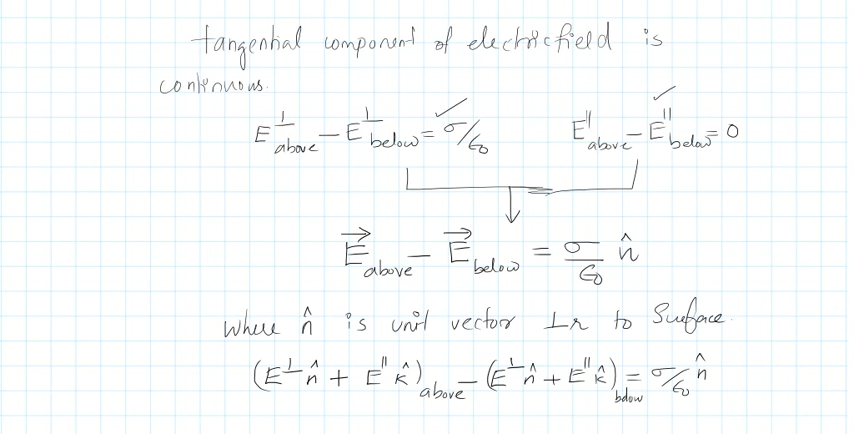 tangential component of electric field is
continuous.
E⊥above − E⊥below = σ/ε₀ E∥above − E∥below = 0
E⃗above − E⃗below = σ/ε₀ n̂
where n̂ is unit vector ⊥r to Surface.
(E⊥n̂ + E∥k̂)above − (E⊥n̂ + E∥k̂)below = σ/ε₀ n̂